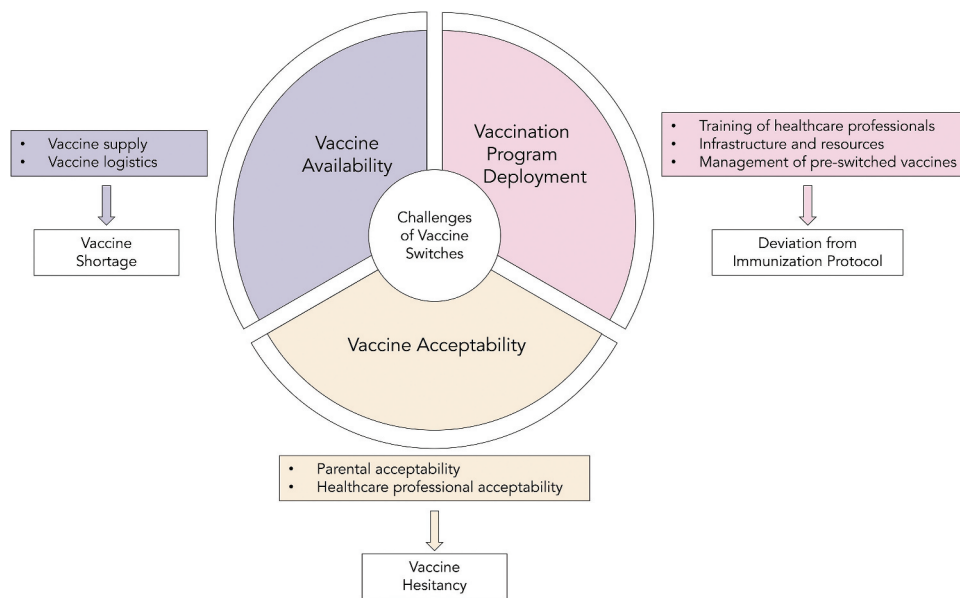 Vaccine
Availability
Vaccination
Program
Deployment
Challenges
of Vaccine
Switches
Vaccine Acceptability
• Vaccine supply
• Vaccine logistics
Vaccine
Shortage
• Training of healthcare professionals
• Infrastructure and resources
• Management of pre-switched vaccines
Deviation from
Immunization Protocol
• Parental acceptability
• Healthcare professional acceptability
Vaccine
Hesitancy